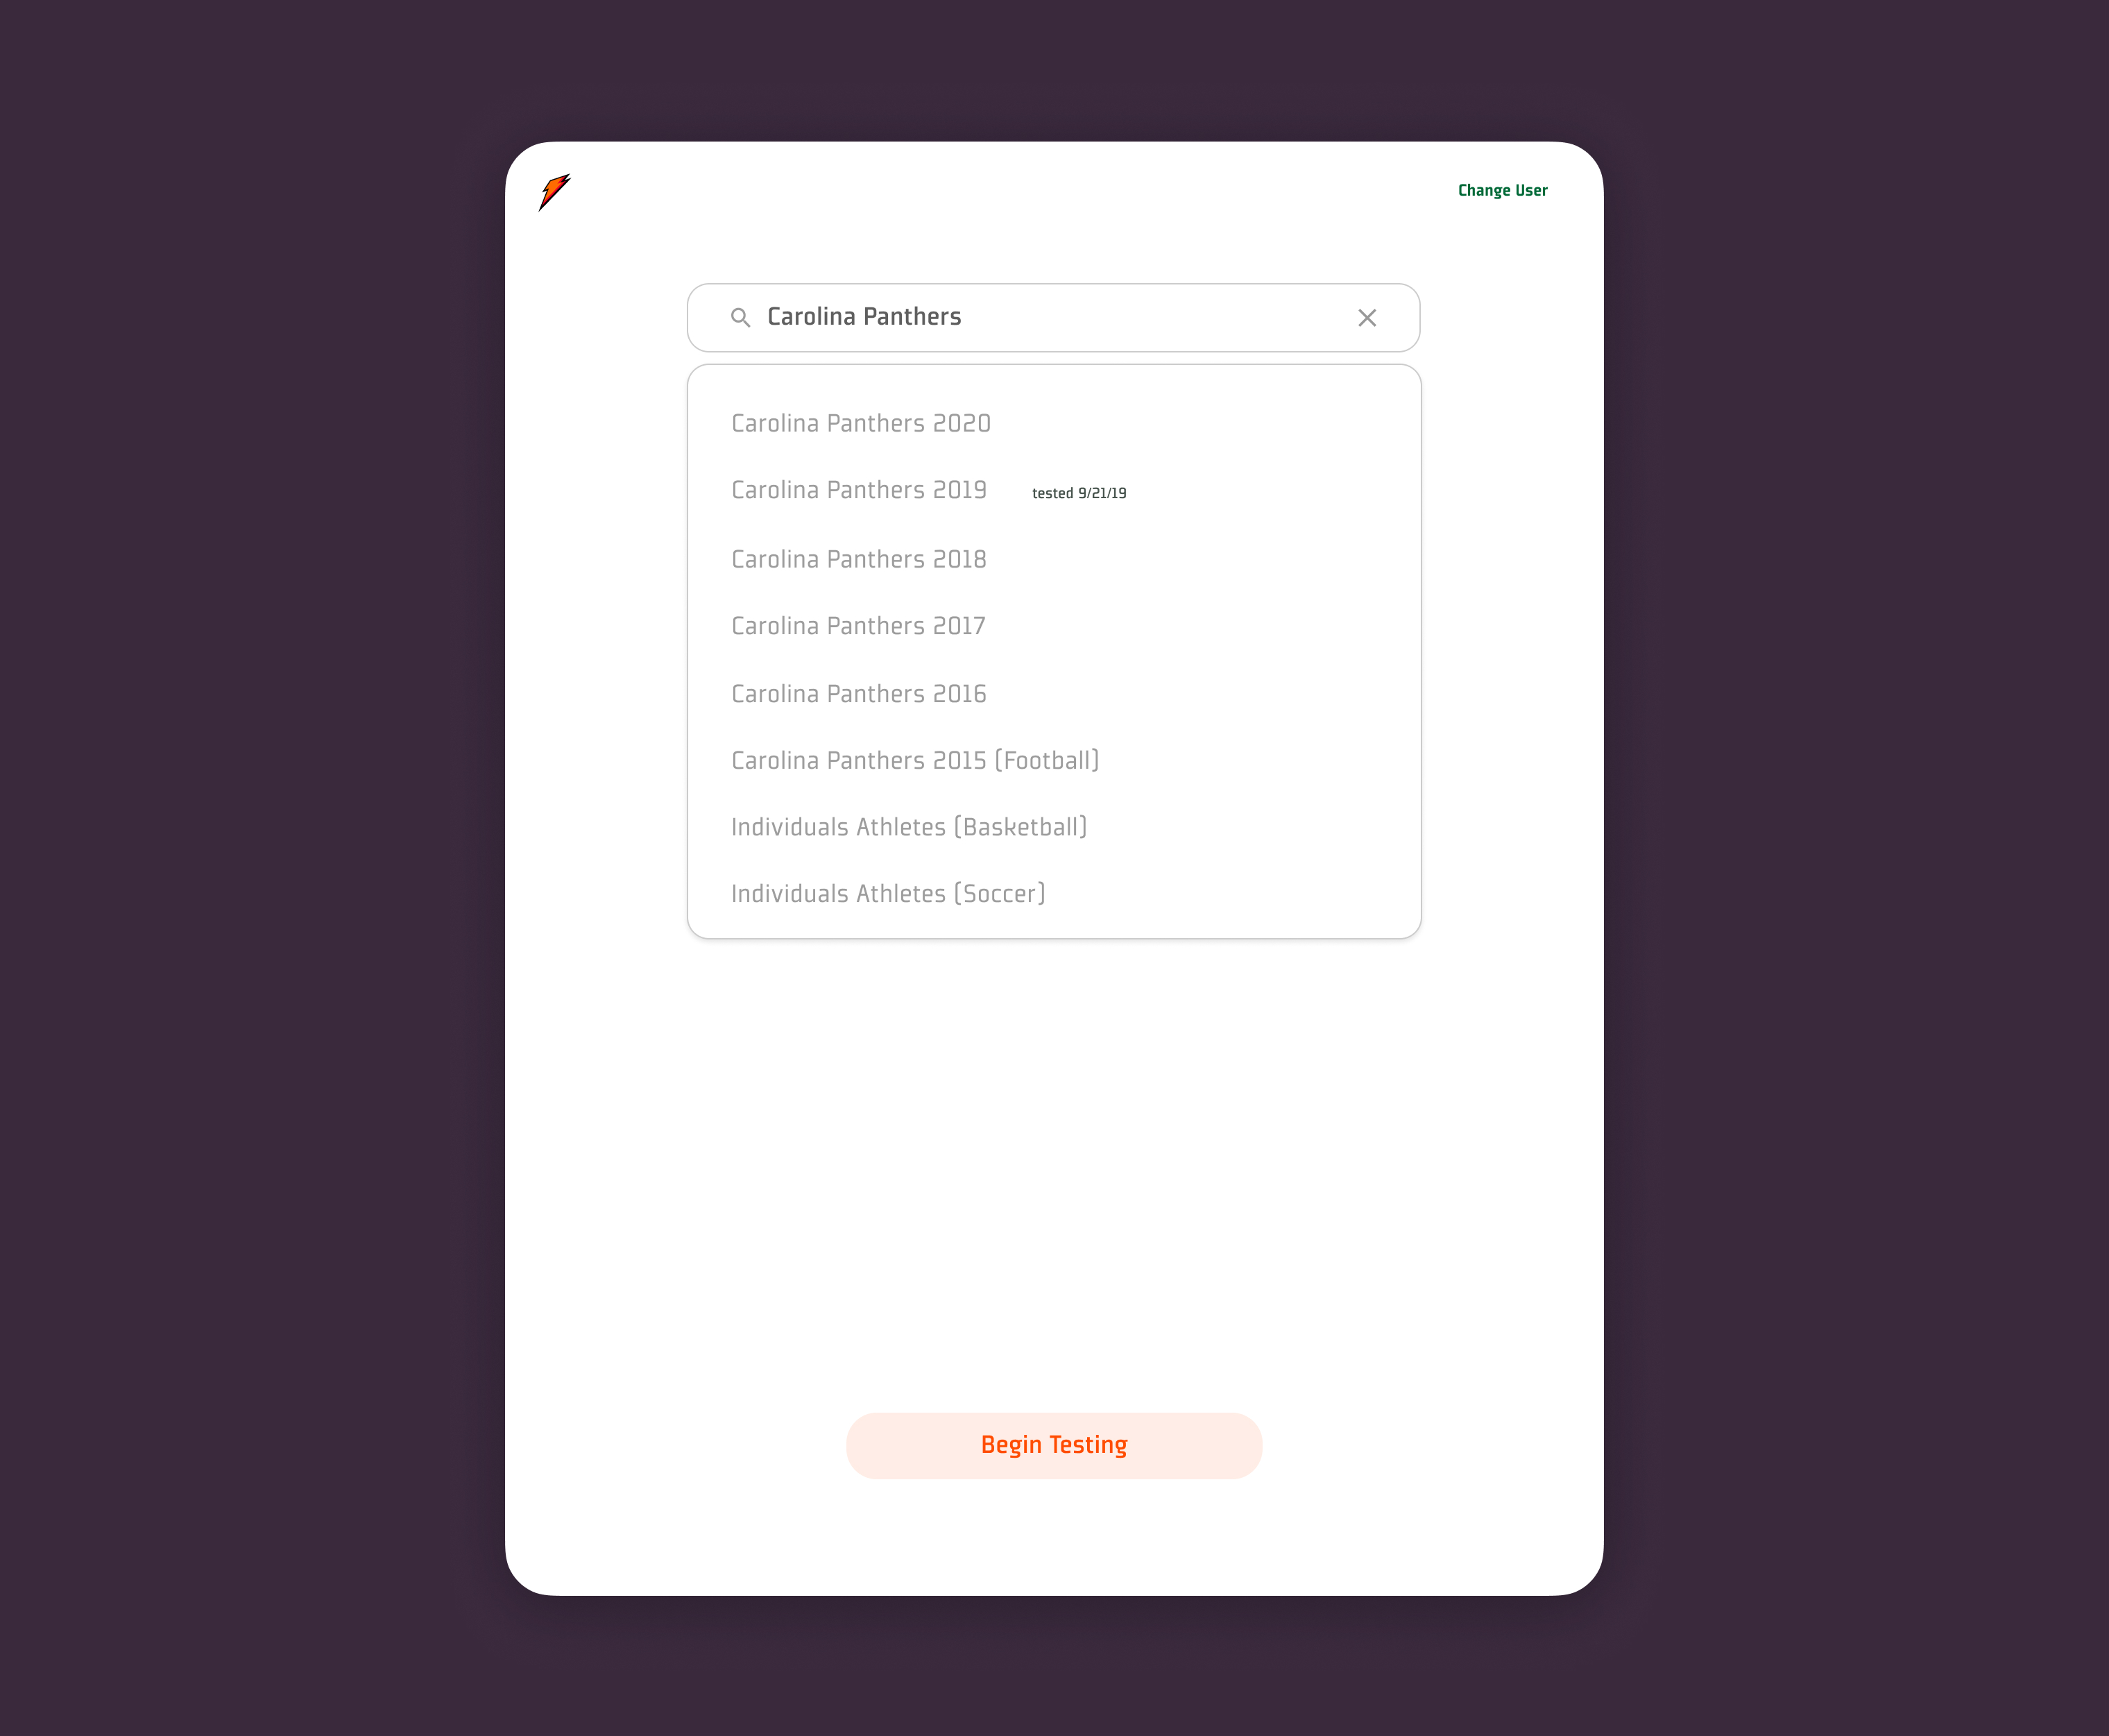 Change User
Carolina Panthers
Carolina Panthers 2020
Carolina Panthers 2019 tested 9/21/19
Carolina Panthers 2018
Carolina Panthers 2017
Carolina Panthers 2016
Carolina Panthers 2015 (Football)
Individuals Athletes (Basketball)
Individuals Athletes (Soccer)
Begin Testing